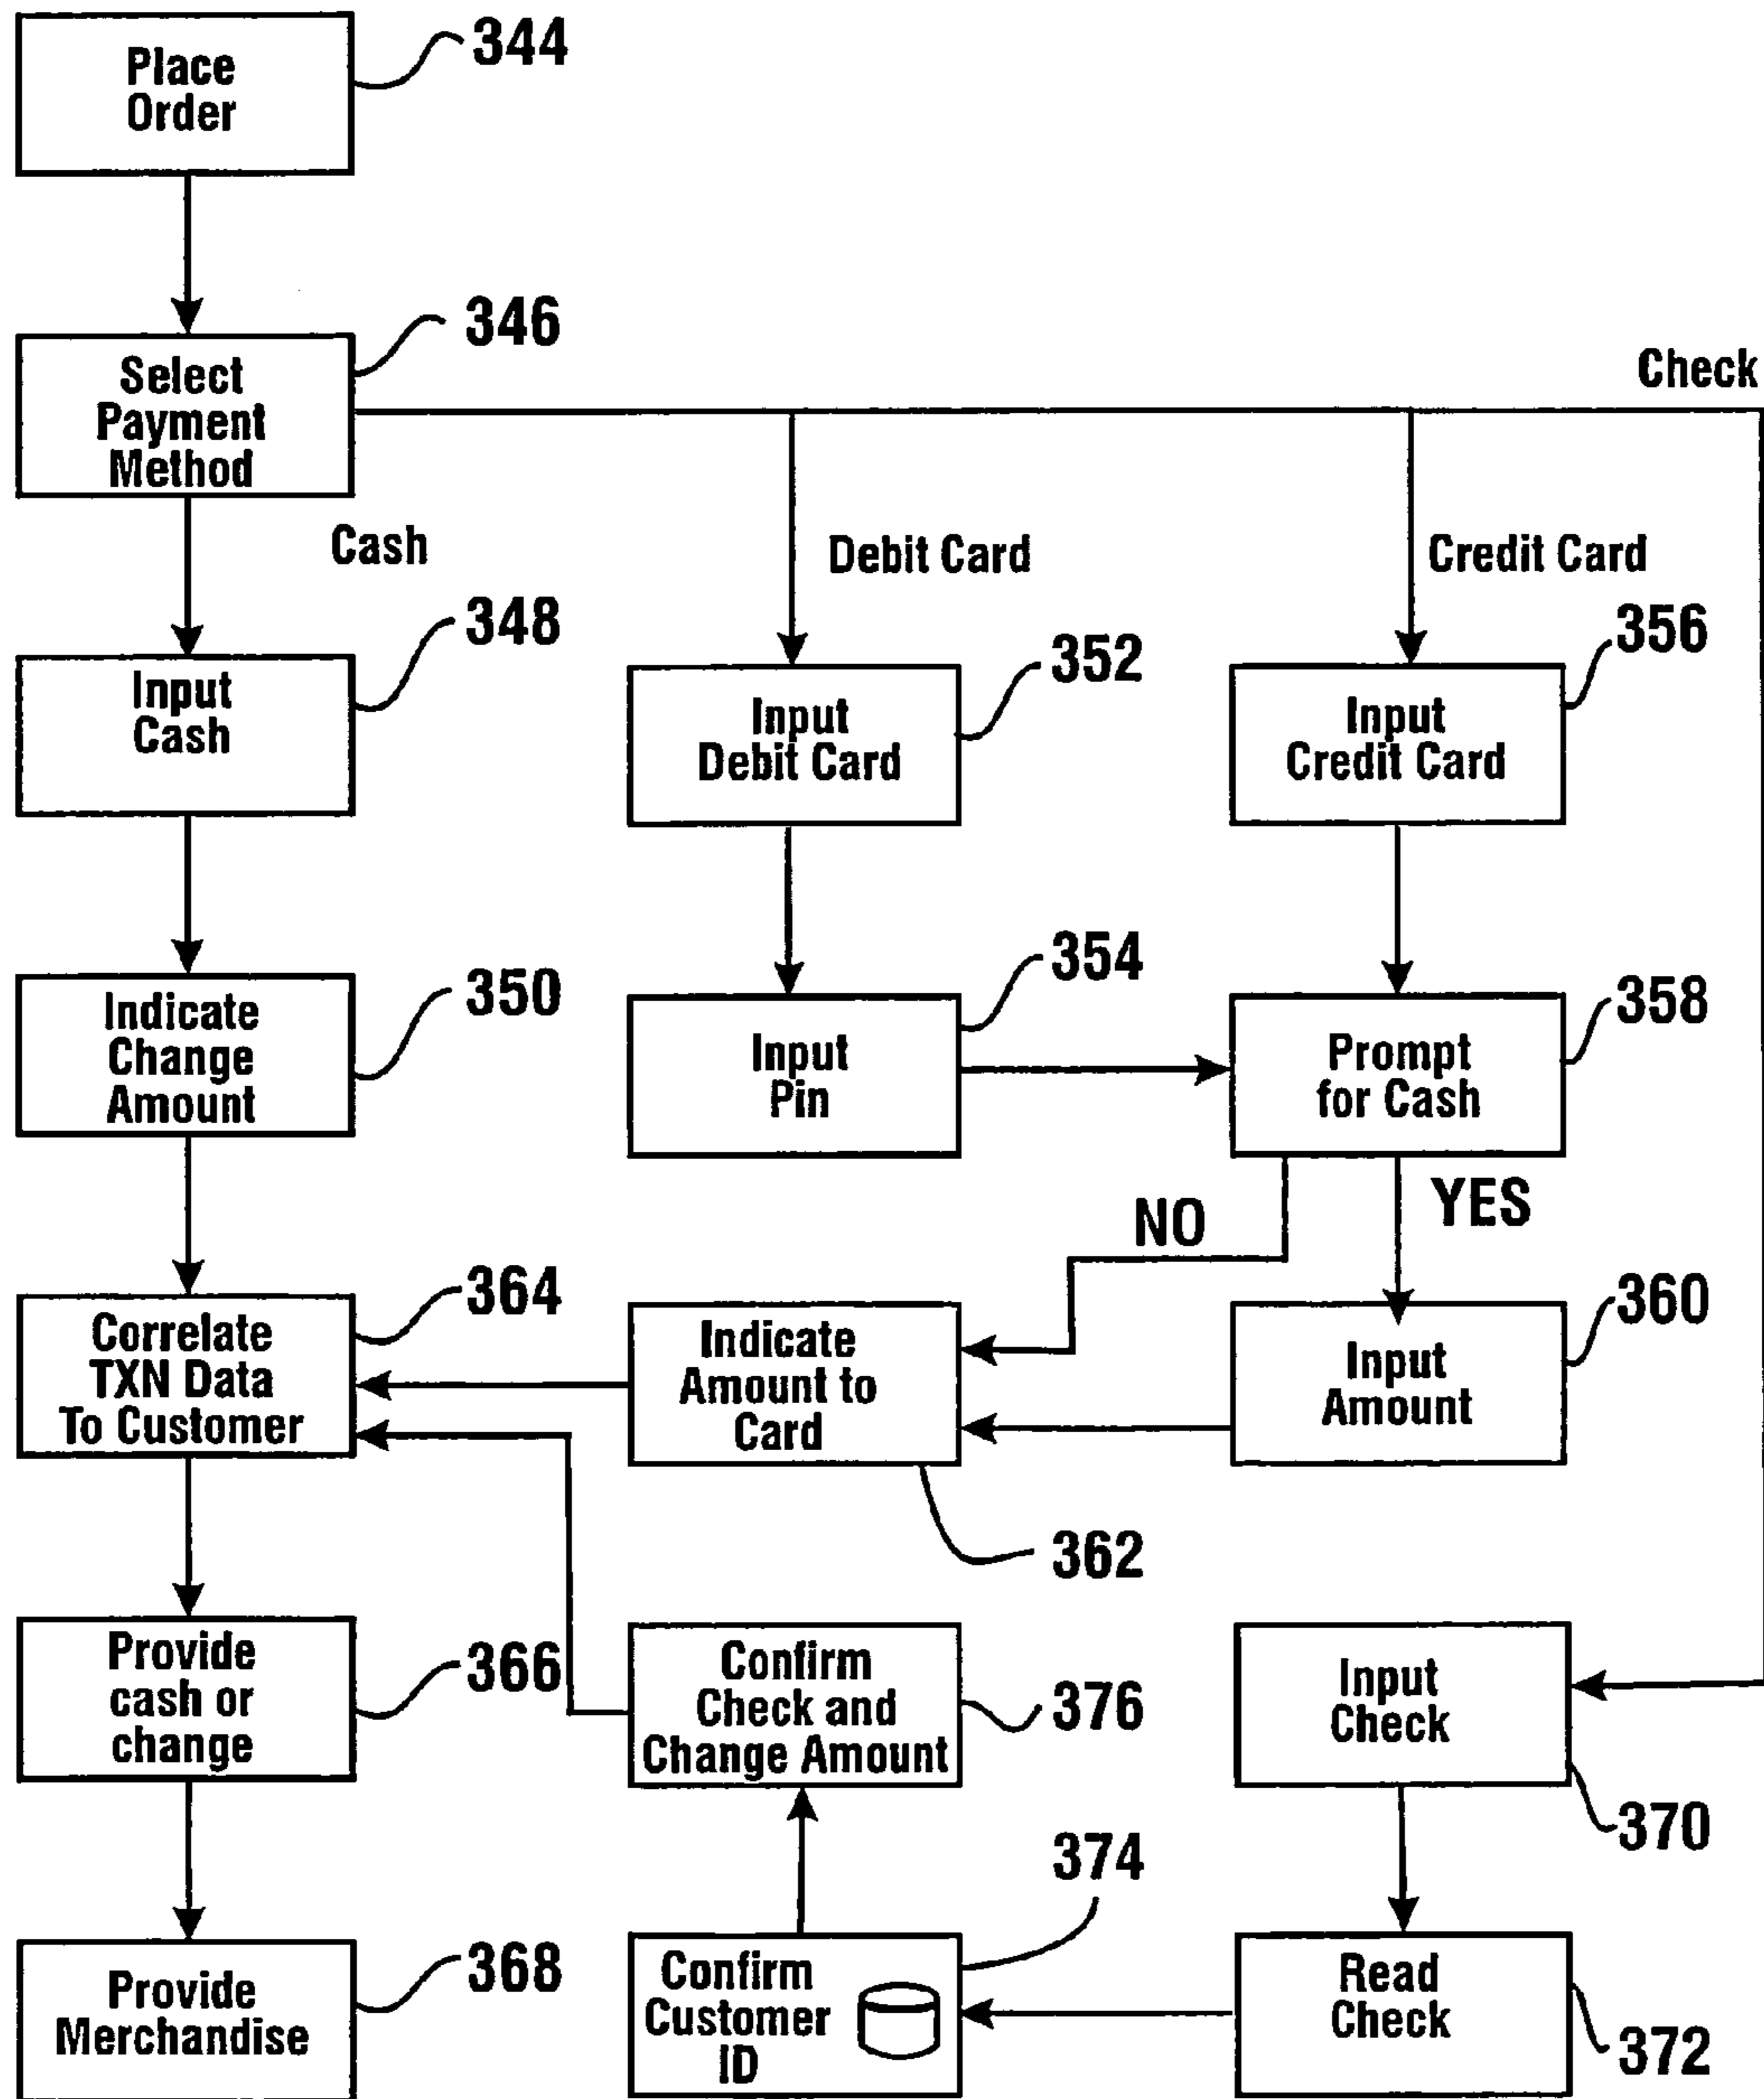 Place
Order
344
Select
Payment
Method
346
Check
Cash
Debit Card
Credit Card
Input
Cash
348
Input
Debit Card
352
Input
Credit Card
356
Indicate
Change
Amount
350
Input
Pin
354
Prompt
for Cash
358
NO
YES
Correlate
TXN Data
To Customer
364
Indicate
Amount to
Card
362
Input
Amount
360
Provide
cash or
change
366
Confirm
Check and
Change Amount
376
Input
Check
370
Provide
Merchandise
368
Confirm
Customer
ID
374
Read
Check
372